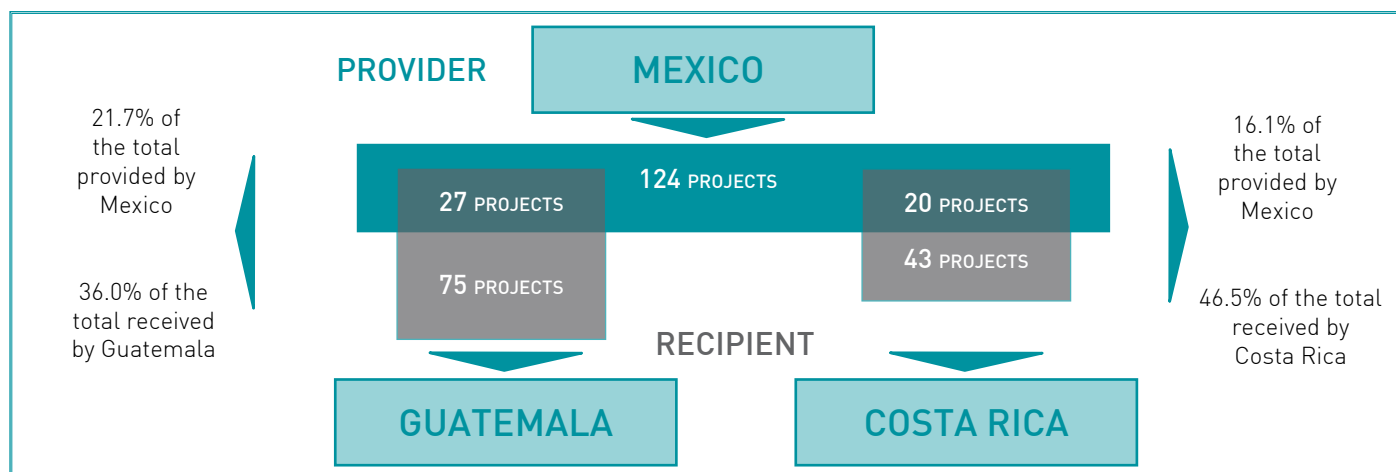 PROVIDER
MEXICO
21.7% of
the total
provided by
Mexico
16.1% of
the total
provided by
Mexico
124 PROJECTS
27 PROJECTS
20 PROJECTS
75 PROJECTS
43 PROJECTS
36.0% of the
total received
by Guatemala
46.5% of the total
received by
Costa Rica
RECIPIENT
GUATEMALA
COSTA RICA